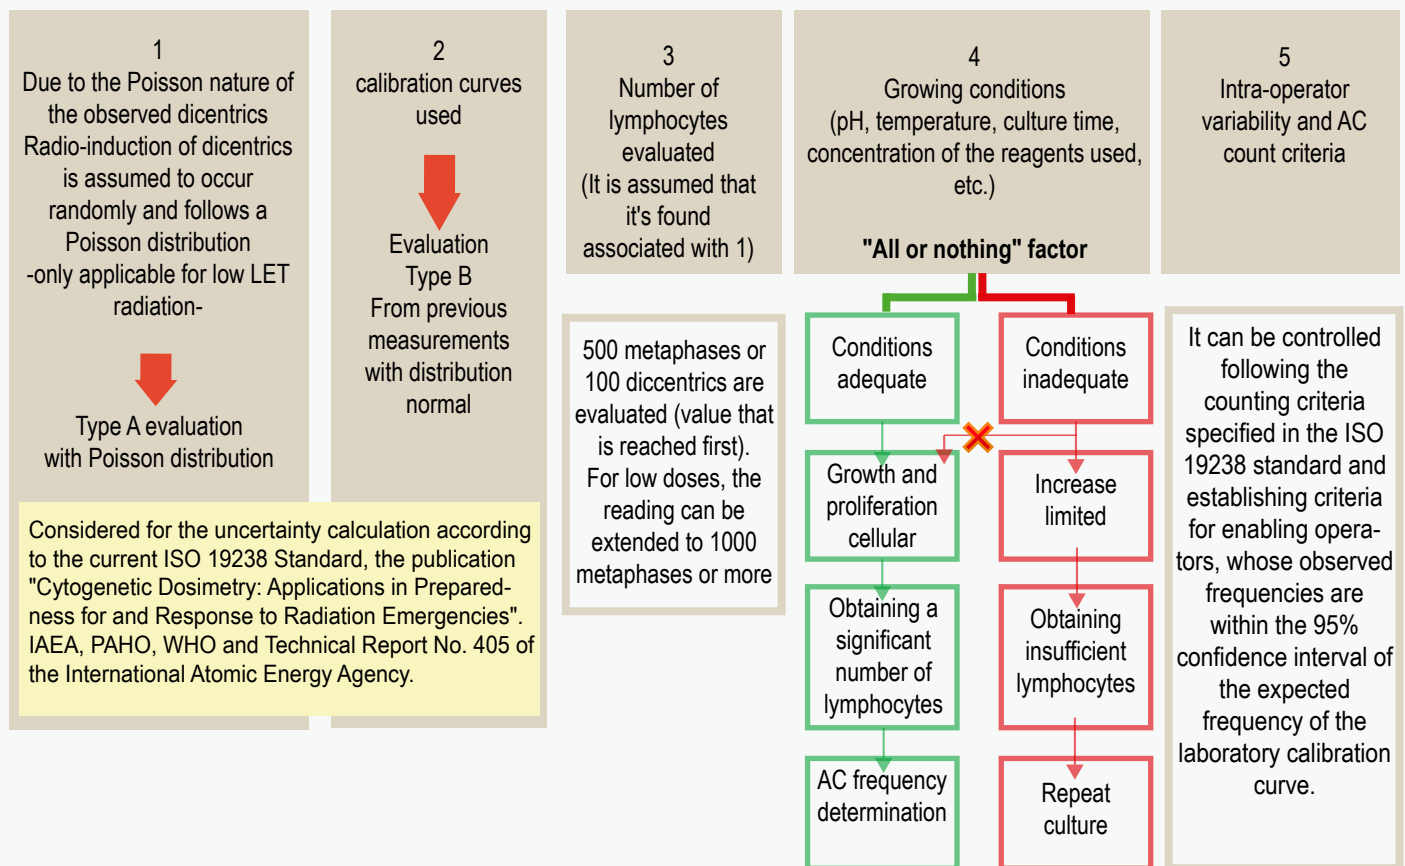 1
Due to the Poisson nature of
the observed dicentrics
Radio-induction of dicentrics
is assumed to occur
randomly and follows a
Poisson distribution
-only applicable for low LET
radiation-
Type A evaluation
with Poisson distribution
2
calibration curves
used
Evaluation
Type B
From previous
measurements
with distribution
normal
Considered for the uncertainty calculation according
to the current ISO 19238 Standard, the publication
"Cytogenetic Dosimetry: Applications in Prepared-
ness for and Response to Radiation Emergencies".
IAEA, PAHO, WHO and Technical Report No. 405 of
the International Atomic Energy Agency.
3
Number of
lymphocytes
evaluated
(It is assumed that
it's found
associated with 1)
500 metaphases or
100 diccentrics are
evaluated (value that
is reached first).
For low doses, the
reading can be
extended to 1000
metaphases or more
4
Growing conditions
(pH, temperature, culture time,
concentration of the reagents used,
etc.)
"All or nothing" factor
Conditions
adequate
Growth and
proliferation
cellular
Obtaining a
significant
number of
lymphocytes
AC frequency
determination
Conditions
inadequate
Increase
limited
Obtaining
insufficient
lymphocytes
Repeat
culture
5
Intra-operator
variability and AC
count criteria
It can be controlled
following the
counting criteria
specified in the ISO
19238 standard and
establishing criteria
for enabling opera-
tors, whose observed
frequencies are
within the 95%
confidence interval of
the expected
frequency of the
laboratory calibration
curve.